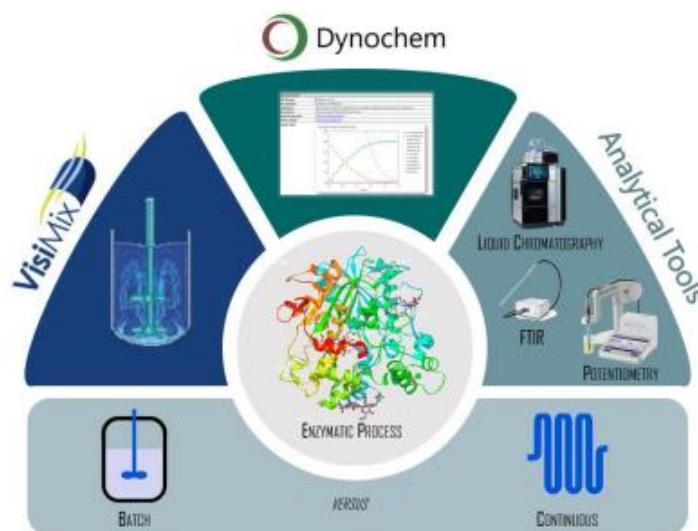 Dynochem
VisiMix
Analytical Tools
LIQUID CHROMATOGRAPHY
FTIR
POTENTIOMETRY
ENZYMATIC PROCESS
BATCH
VERSUS
CONTINUOUS